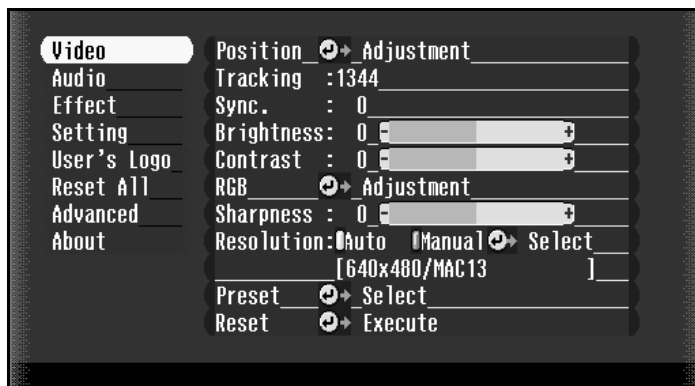 Video
Audio
Effect
Setting
User's Logo
Reset All
Advanced
About
Position Adjustment
Tracking :1344
Sync. : 0
Brightness: 0 - +
Contrast : 0 - +
RGB Adjustment
Sharpness : 0 - +
Resolution: Auto Manual Select
[640x480/MAC13 ]
Preset Select
Reset Execute